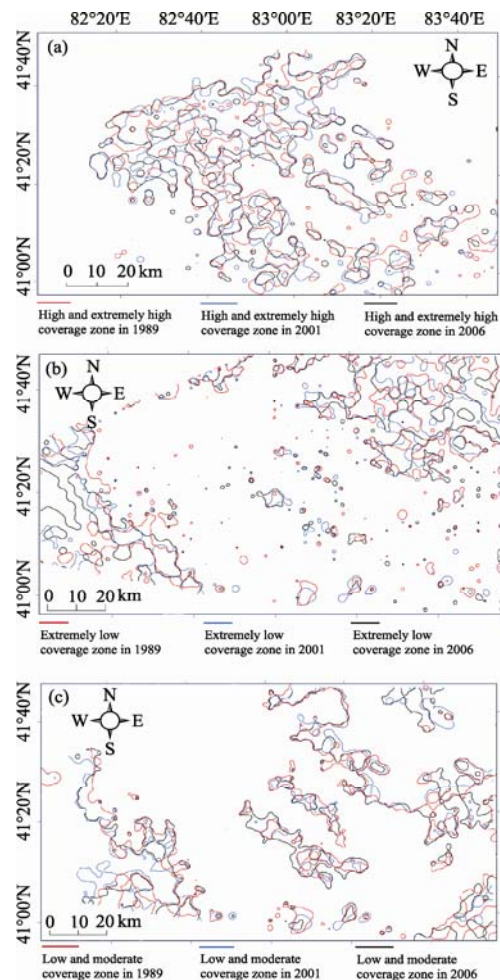 82°20′E 82°40′E 83°00′E 83°20′E 83°40′E
(a)
N
W E
S
41°40′N
41°20′N
41°00′N
0 10 20 km
High and extremely high coverage zone in 1989
High and extremely high coverage zone in 2001
High and extremely high coverage zone in 2006
(b)
N
W E
S
41°40′N
41°20′N
41°00′N
0 10 20 km
Extremely low coverage zone in 1989
Extremely low coverage zone in 2001
Extremely low coverage zone in 2006
(c)
N
W E
S
41°40′N
41°20′N
41°00′N
0 10 20 km
Low and moderate coverage zone in 1989
Low and moderate coverage zone in 2001
Low and moderate coverage zone in 2006